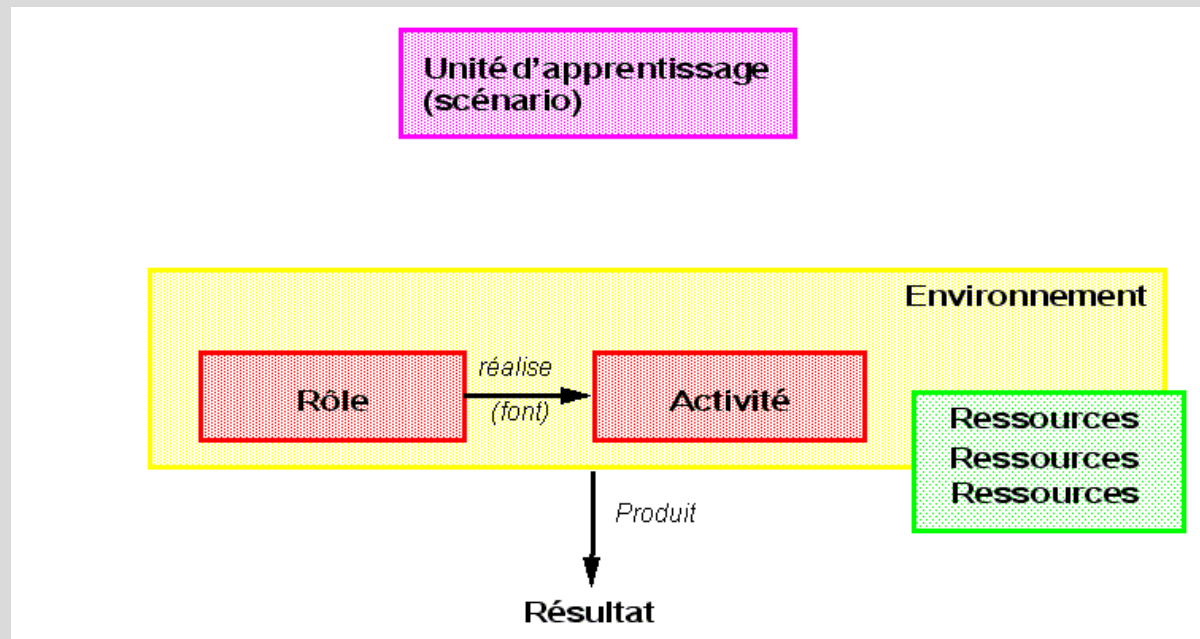 Unité d'apprentissage
(scénario)
Environnement
réalise
Rôle
(font)
Activité
Ressources
Ressources
Ressources
Produit
Résultat